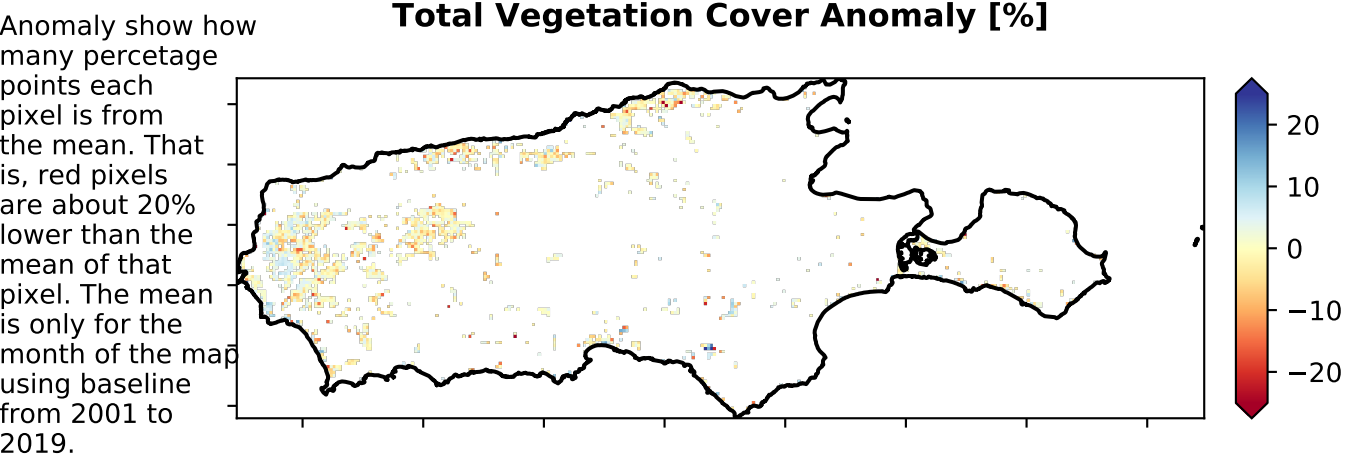 Total Vegetation Cover Anomaly [%]
Anomaly show how
many percetage
points each
pixel is from
the mean. That
is, red pixels
are about 20%
lower than the
mean of that
pixel. The mean
is only for the
month of the map
using baseline
from 2001 to
2019.
20
10
0
−10
−20